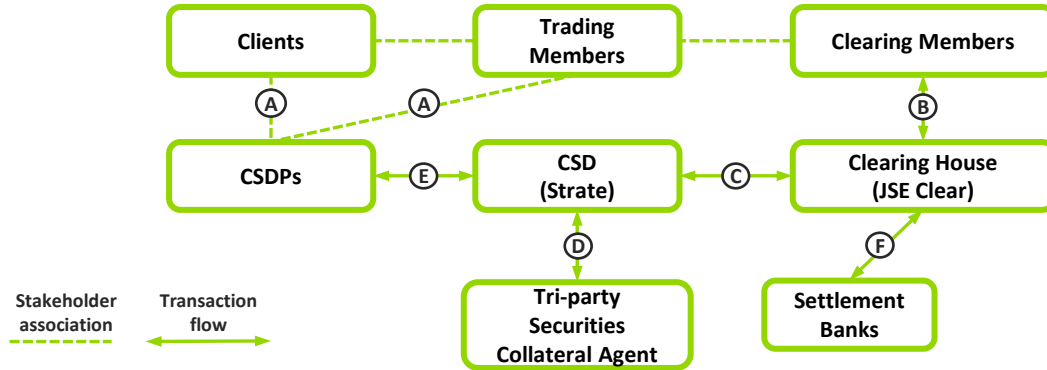 Clients
Trading
Members
Clearing Members
A
A
B
CSDPs
E
CSD
(Strate)
C
Clearing House
(JSE Clear)
D
F
Stakeholder
association
Transaction
flow
Tri-party
Securities
Collateral Agent
Settlement
Banks